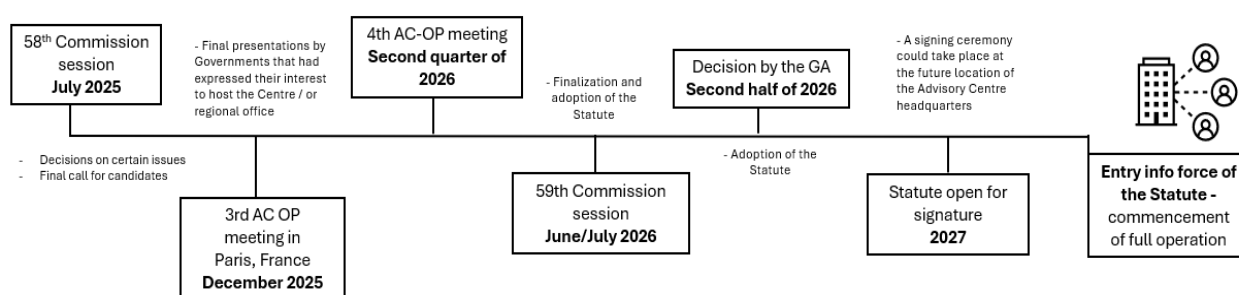 58th Commission
session
July 2025
- Decisions on certain issues
- Final call for candidates
- Final presentations by
Governments that had
expressed their interest
to host the Centre / or
regional office
3rd AC OP
meeting in
Paris, France
December 2025
4th AC-OP meeting
Second quarter of
2026
- Finalization and
adoption of the
Statute
59th Commission
session
June/July 2026
Decision by the GA
Second half of 2026
- Adoption of the
Statute
- A signing ceremony
could take place at
the future location of
the Advisory Centre
headquarters
Statute open for
signature
2027
Entry info force of
the Statute -
commencement
of full operation